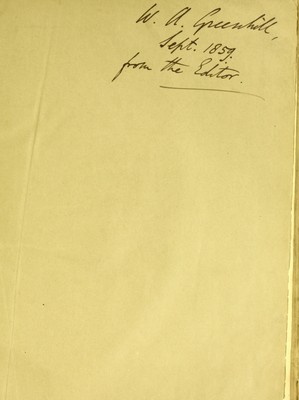 W. A. Greenhill,
Sept. 1859.
from the Editor.